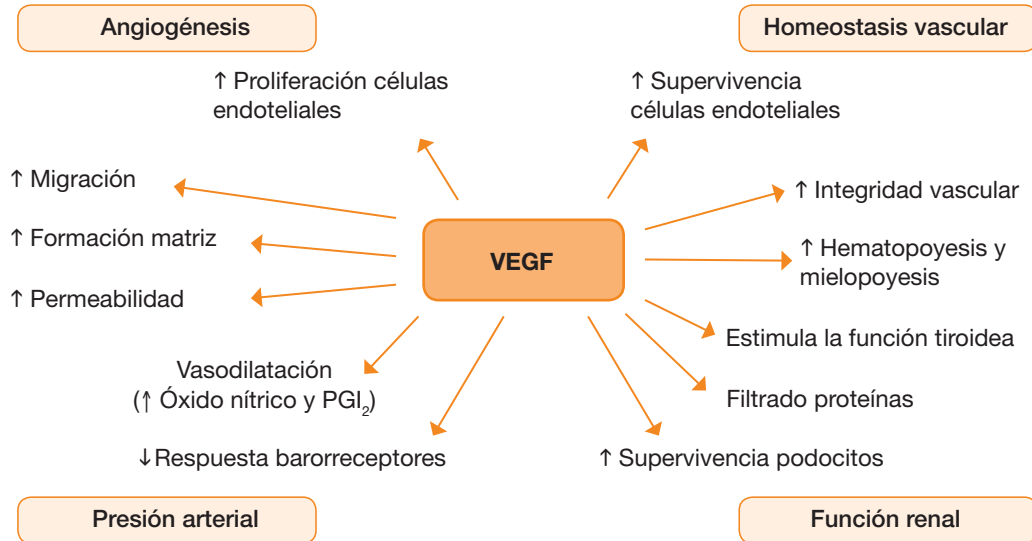 Angiogénesis
Homeostasis vascular
↑ Proliferación células
endoteliales
↑ Supervivencia
células endoteliales
↑ Migración
↑ Integridad vascular
↑ Formación matriz
VEGF
↑ Hematopoyesis y
mielopoyesis
↑ Permeabilidad
Estimula la función tiroidea
Vasodilatación
(↑ Óxido nítrico y PGI₂)
Filtrado proteínas
↓Respuesta barorreceptores
↑ Supervivencia podocitos
Presión arterial
Función renal